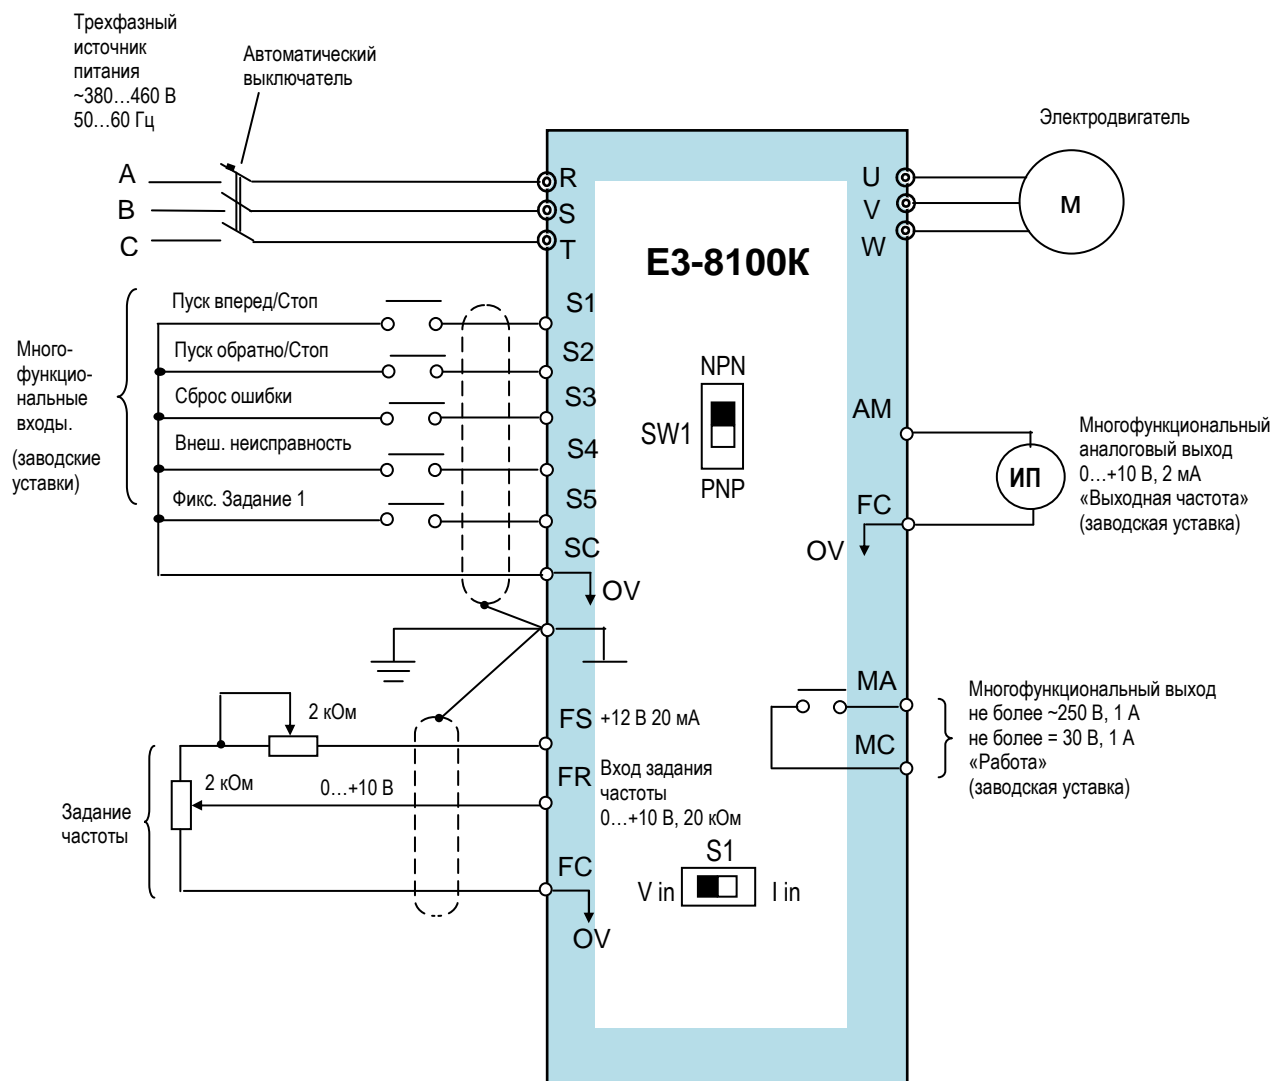 Трехфазный
источник
питания
~380…460 В
50…60 Гц
Автоматический
выключатель
Электродвигатель
A
B
C
R
S
T
U
V
W
М
Е3-8100К
Много-
функцио-
нальные
входы.
(заводские
уставки)
Пуск вперед/Стоп
S1
Пуск обратно/Стоп
S2
Сброс ошибки
S3
Внеш. неисправность
S4
Фикс. Задание 1
S5
SC
OV
NPN
SW1
PNP
AM
FC
OV
ИП
Многофункциональный
аналоговый выход
0…+10 В, 2 мА
«Выходная частота»
(заводская уставка)
MA
MC
Многофункциональный выход
не более ~250 В, 1 А
не более = 30 В, 1 А
«Работа»
(заводская уставка)
Задание
частоты
2 кОм
2 кОм
0…+10 В
FS
+12 В 20 мА
FR
Вход задания
частоты
0…+10 В, 20 кОм
FC
OV
S1
V in
I in